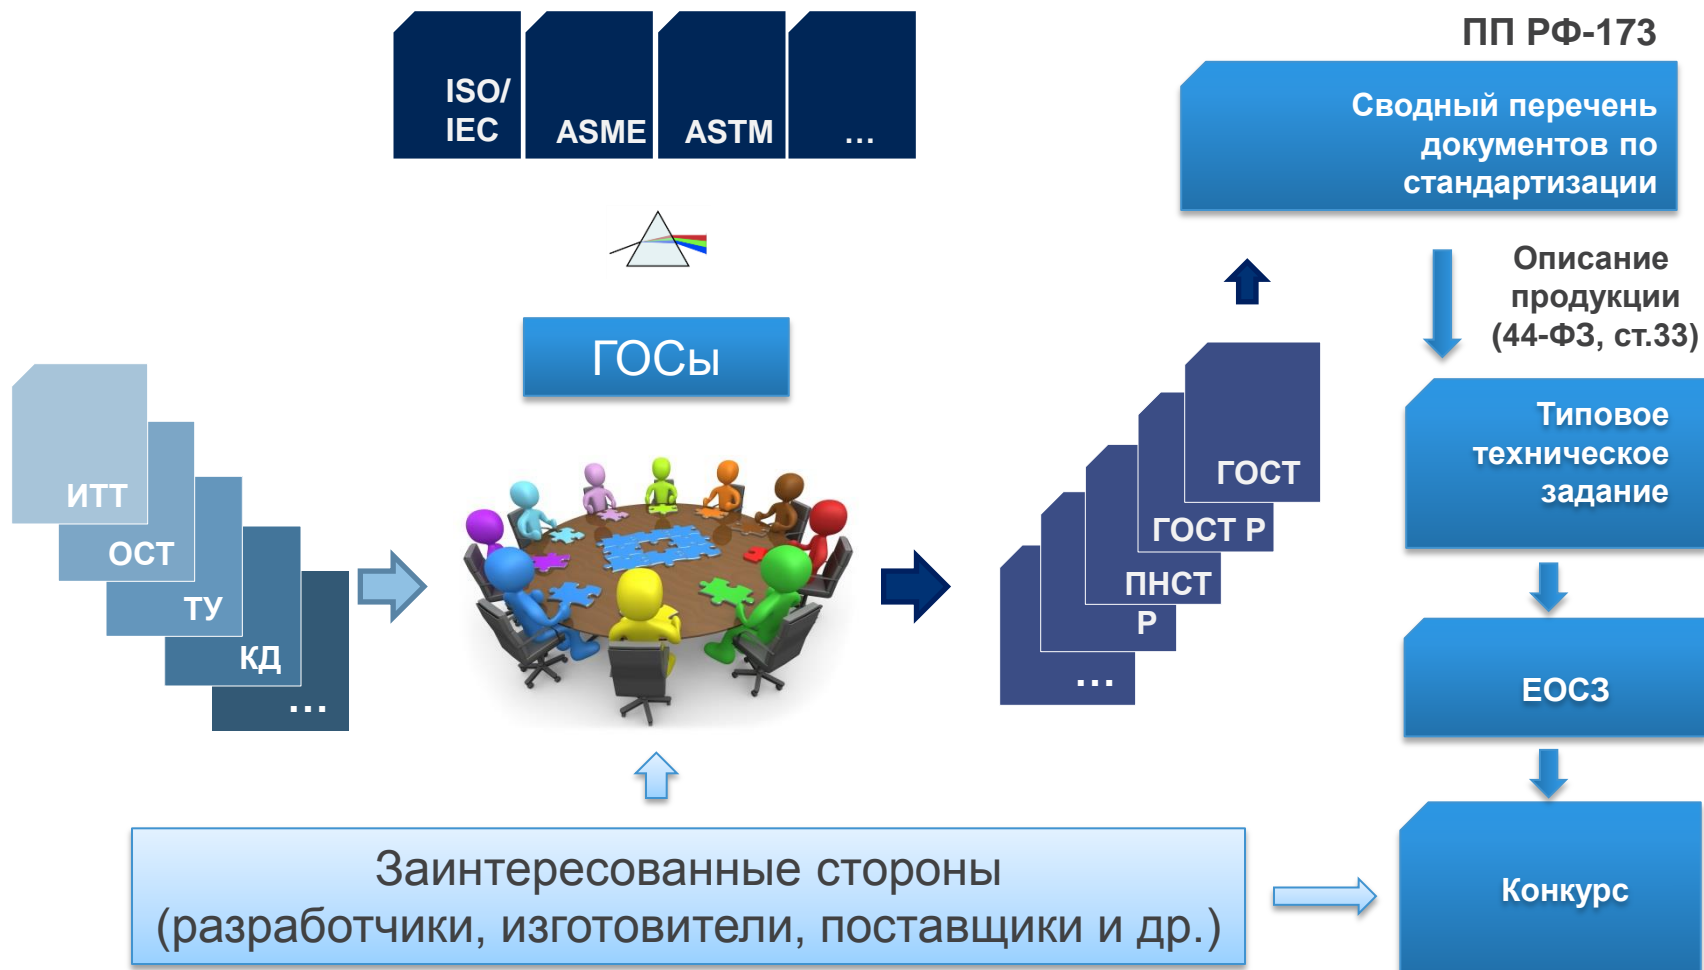 ISO/
IEC
ASME
ASTM
...
ПП РФ-173
Сводный перечень
документов по
стандартизации
Описание
продукции
(44-ФЗ, ст.33)
ГОСы
ИТТ
ОСТ
ТУ
КД
...
ГОСТ
ГОСТ Р
ПНСТ
Р
...
Типовое
техническое
задание
ЕОСЗ
Конкурс
Заинтересованные стороны
(разработчики, изготовители, поставщики и др.)